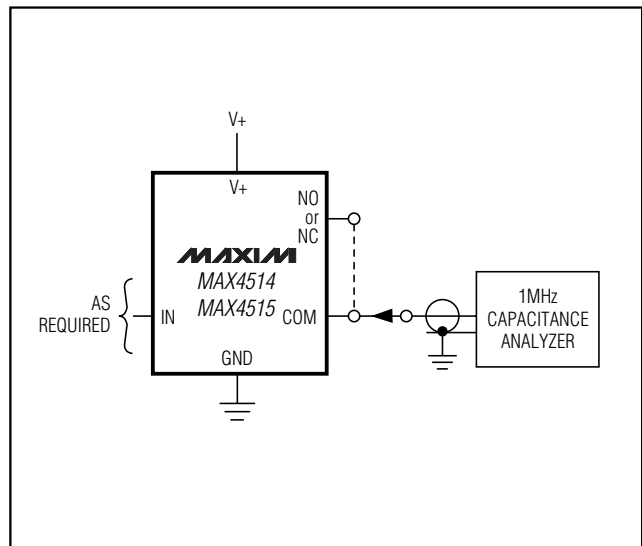 V+
V+
NO
or
NC
MAXIM
MAX4514
MAX4515
COM
AS
REQUIRED
IN
GND
1MHz
CAPACITANCE
ANALYZER